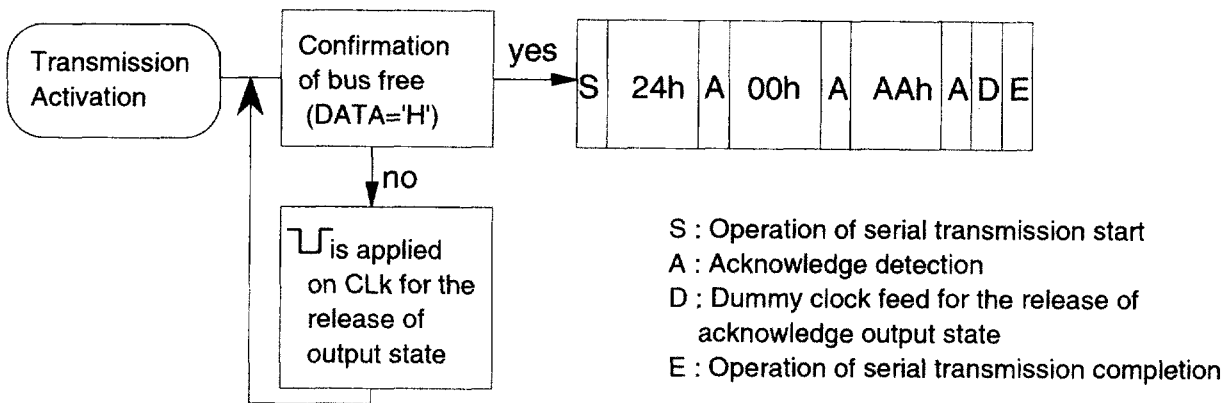 Transmission
Activation
Confirmation
of bus free
(DATA='H')
yes
S 24h A 00h A AAh A D E
no
is applied
on CLk for the
release of
output state
S : Operation of serial transmission start
A : Acknowledge detection
D : Dummy clock feed for the release of
acknowledge output state
E : Operation of serial transmission completion